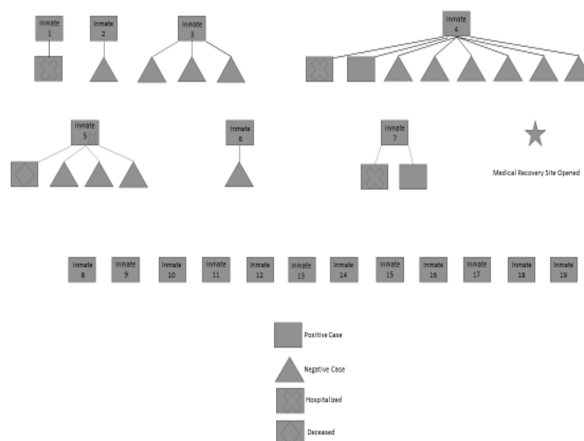 Inmate
1
Inmate
2
Inmate
3
Inmate
4
Inmate
5
Inmate
6
Inmate
7
Medical Recovery Site Opened
Inmate
8
Inmate
9
Inmate
10
Inmate
11
Inmate
12
Inmate
13
Inmate
14
Inmate
15
Inmate
16
Inmate
17
Inmate
18
Inmate
19
Positive Case
Negative Case
Hospitalized
Deceased